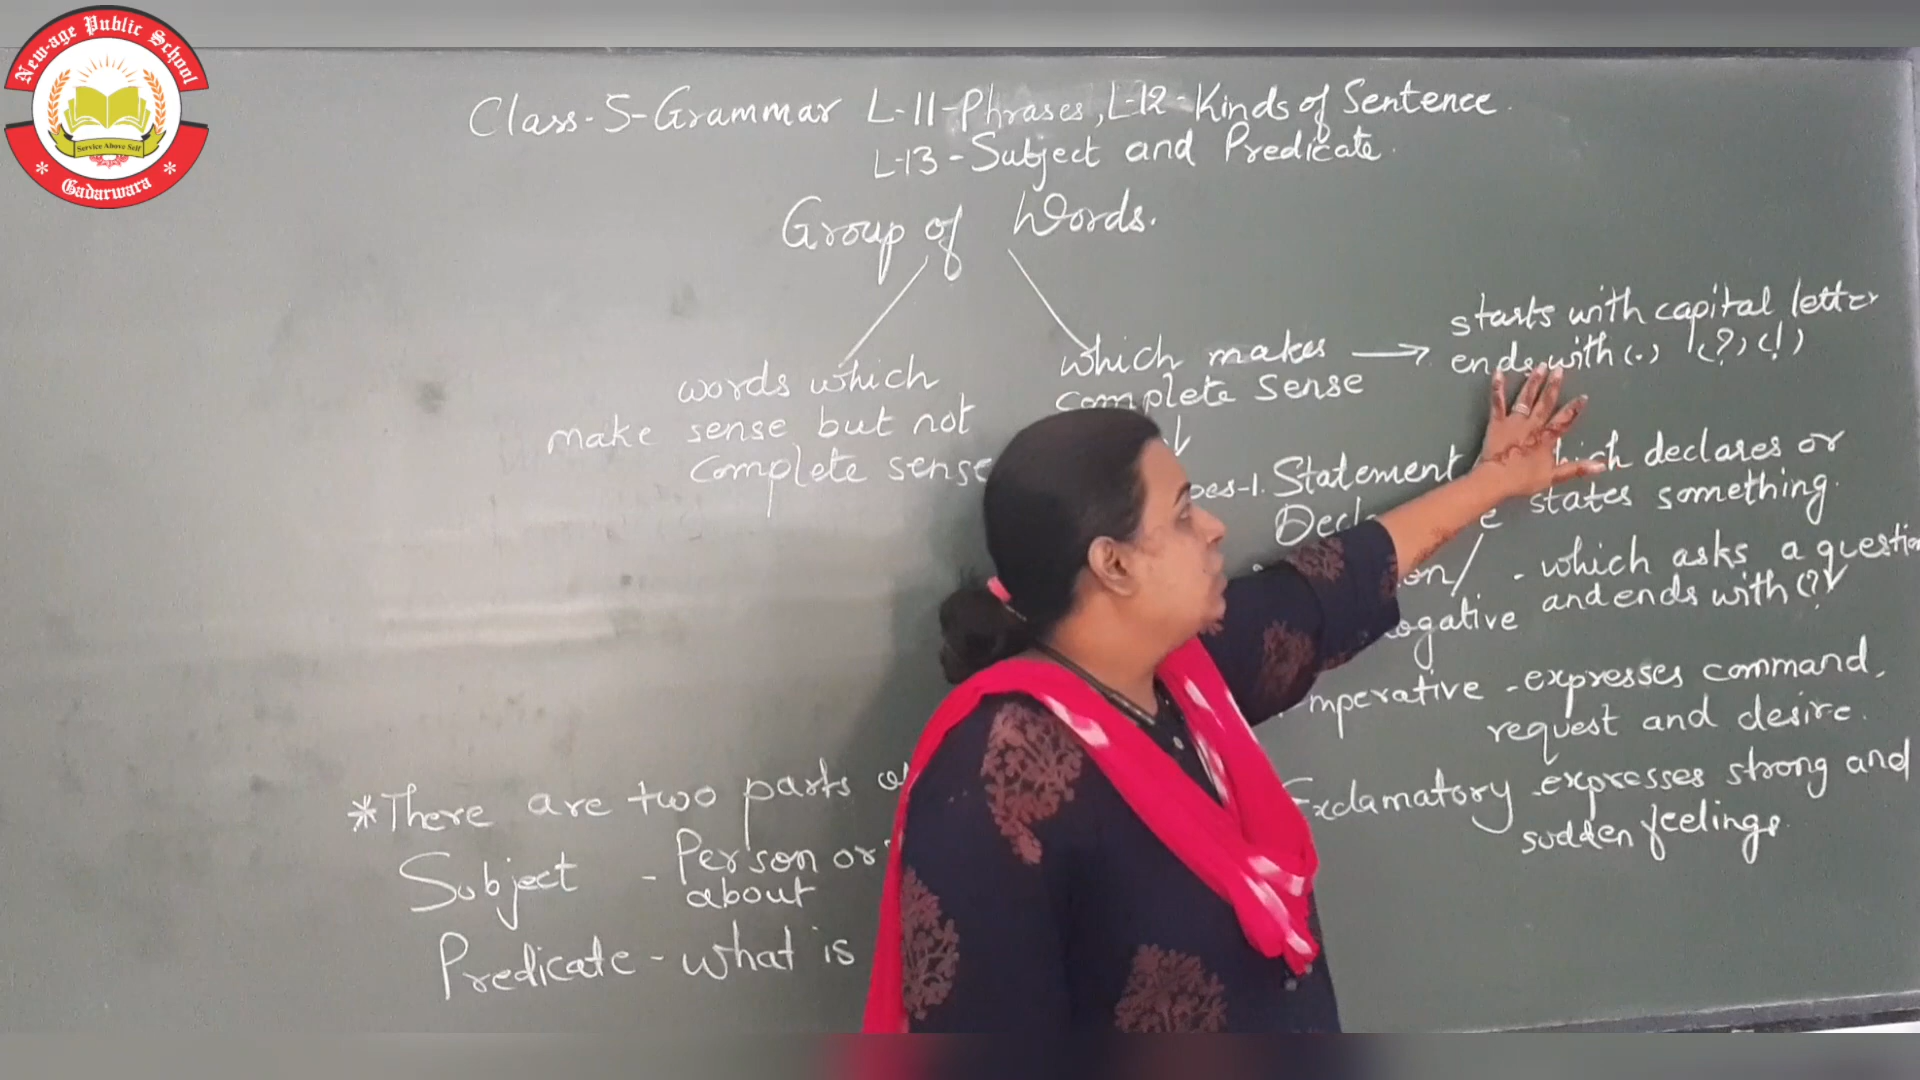 New-age Public School
Service Above Self
Gadarwara
Class-5-Grammar L-11-Phrases, L-12-Kinds of Sentence.
L-13-Subject and Predicate.
Group of Words.
words which
make sense but not
complete sense
which makes → starts with capital letter
complete sense
ends with (.) , (?), (!)
-1. Statement which declares or
states something.
- which asks a question
and ends with (?)
Imperative - expresses command,
request and desire.
Exclamatory - expresses strong and
sudden feelings.
*There are two parts
Subject - Person or
about
Predicate - what is